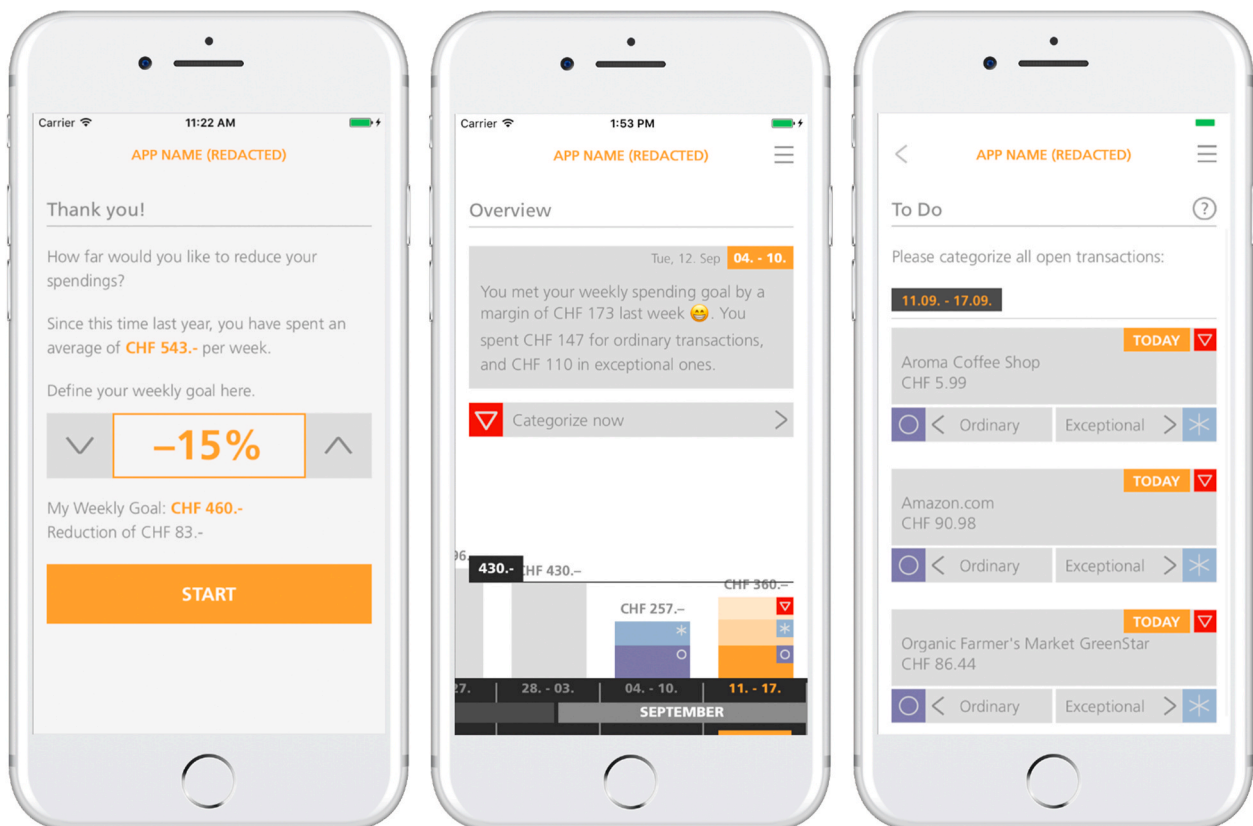 Carrier 11:22 AM
APP NAME (REDACTED)
Thank you!
How far would you like to reduce your
spendings?
Since this time last year, you have spent an
average of CHF 543.- per week.
Define your weekly goal here.
–15%
My Weekly Goal: CHF 460.-
Reduction of CHF 83.-
START
Carrier 1:53 PM
APP NAME (REDACTED)
Overview
Tue, 12. Sep 04. - 10.
You met your weekly spending goal by a
margin of CHF 173 last week 😁. You
spent CHF 147 for ordinary transactions,
and CHF 110 in exceptional ones.
Categorize now
96.
430.- CHF 430.–
CHF 360.–
CHF 257.–
27. 28. - 03. 04. - 10. 11. - 17.
SEPTEMBER
APP NAME (REDACTED)
To Do ?
Please categorize all open transactions:
11.09. - 17.09.
TODAY
Aroma Coffee Shop
CHF 5.99
Ordinary Exceptional
TODAY
Amazon.com
CHF 90.98
Ordinary Exceptional
TODAY
Organic Farmer's Market GreenStar
CHF 86.44
Ordinary Exceptional